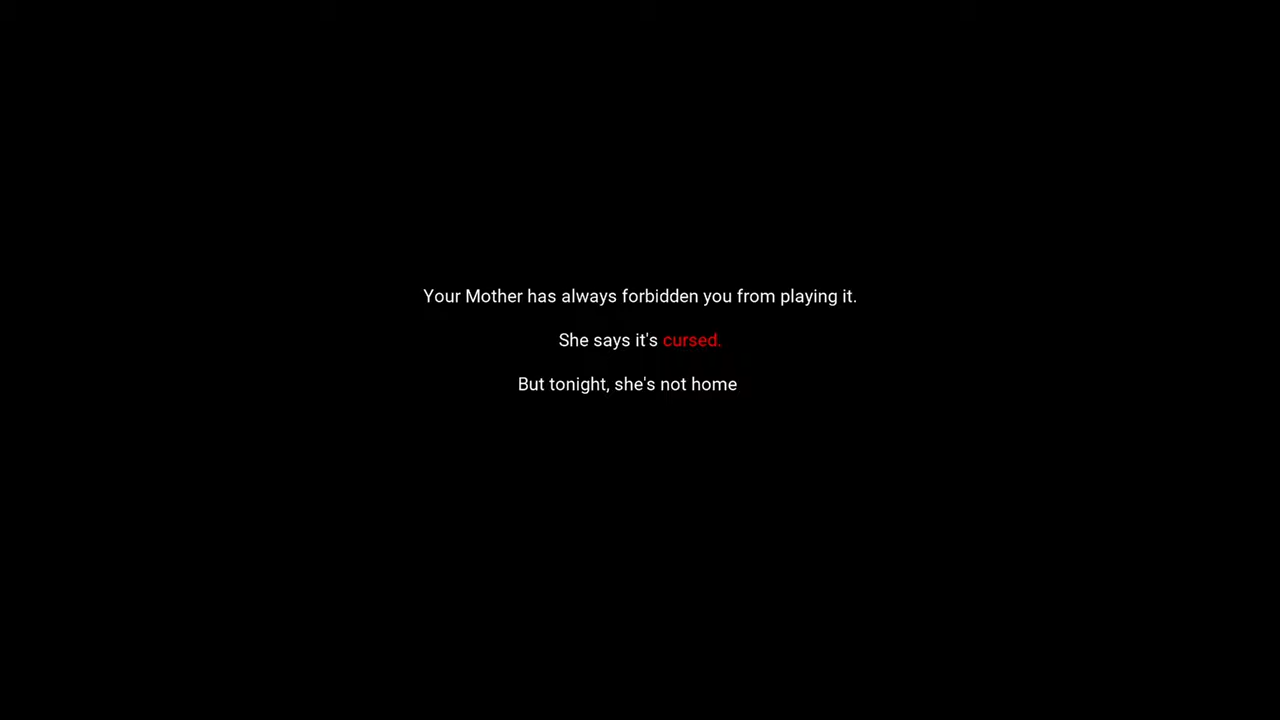 Your Mother has always forbidden you from playing it.
She says it's cursed.
But tonight, she's not home